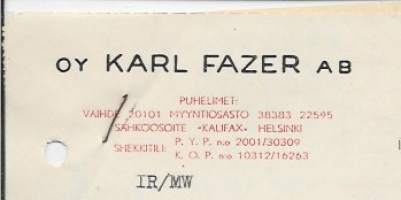 OY KARL FAZER AB
PUHELIMET:
VAIHDE 20101 MYYNTIOSASTO 38383 22595
SÄHKÖOSOITE «KALIFAX» HELSINKI
SHEKKITILI: P. Y. P. n:o 2001/30309
K. O. P. n:o 10312/16263
IR/MW